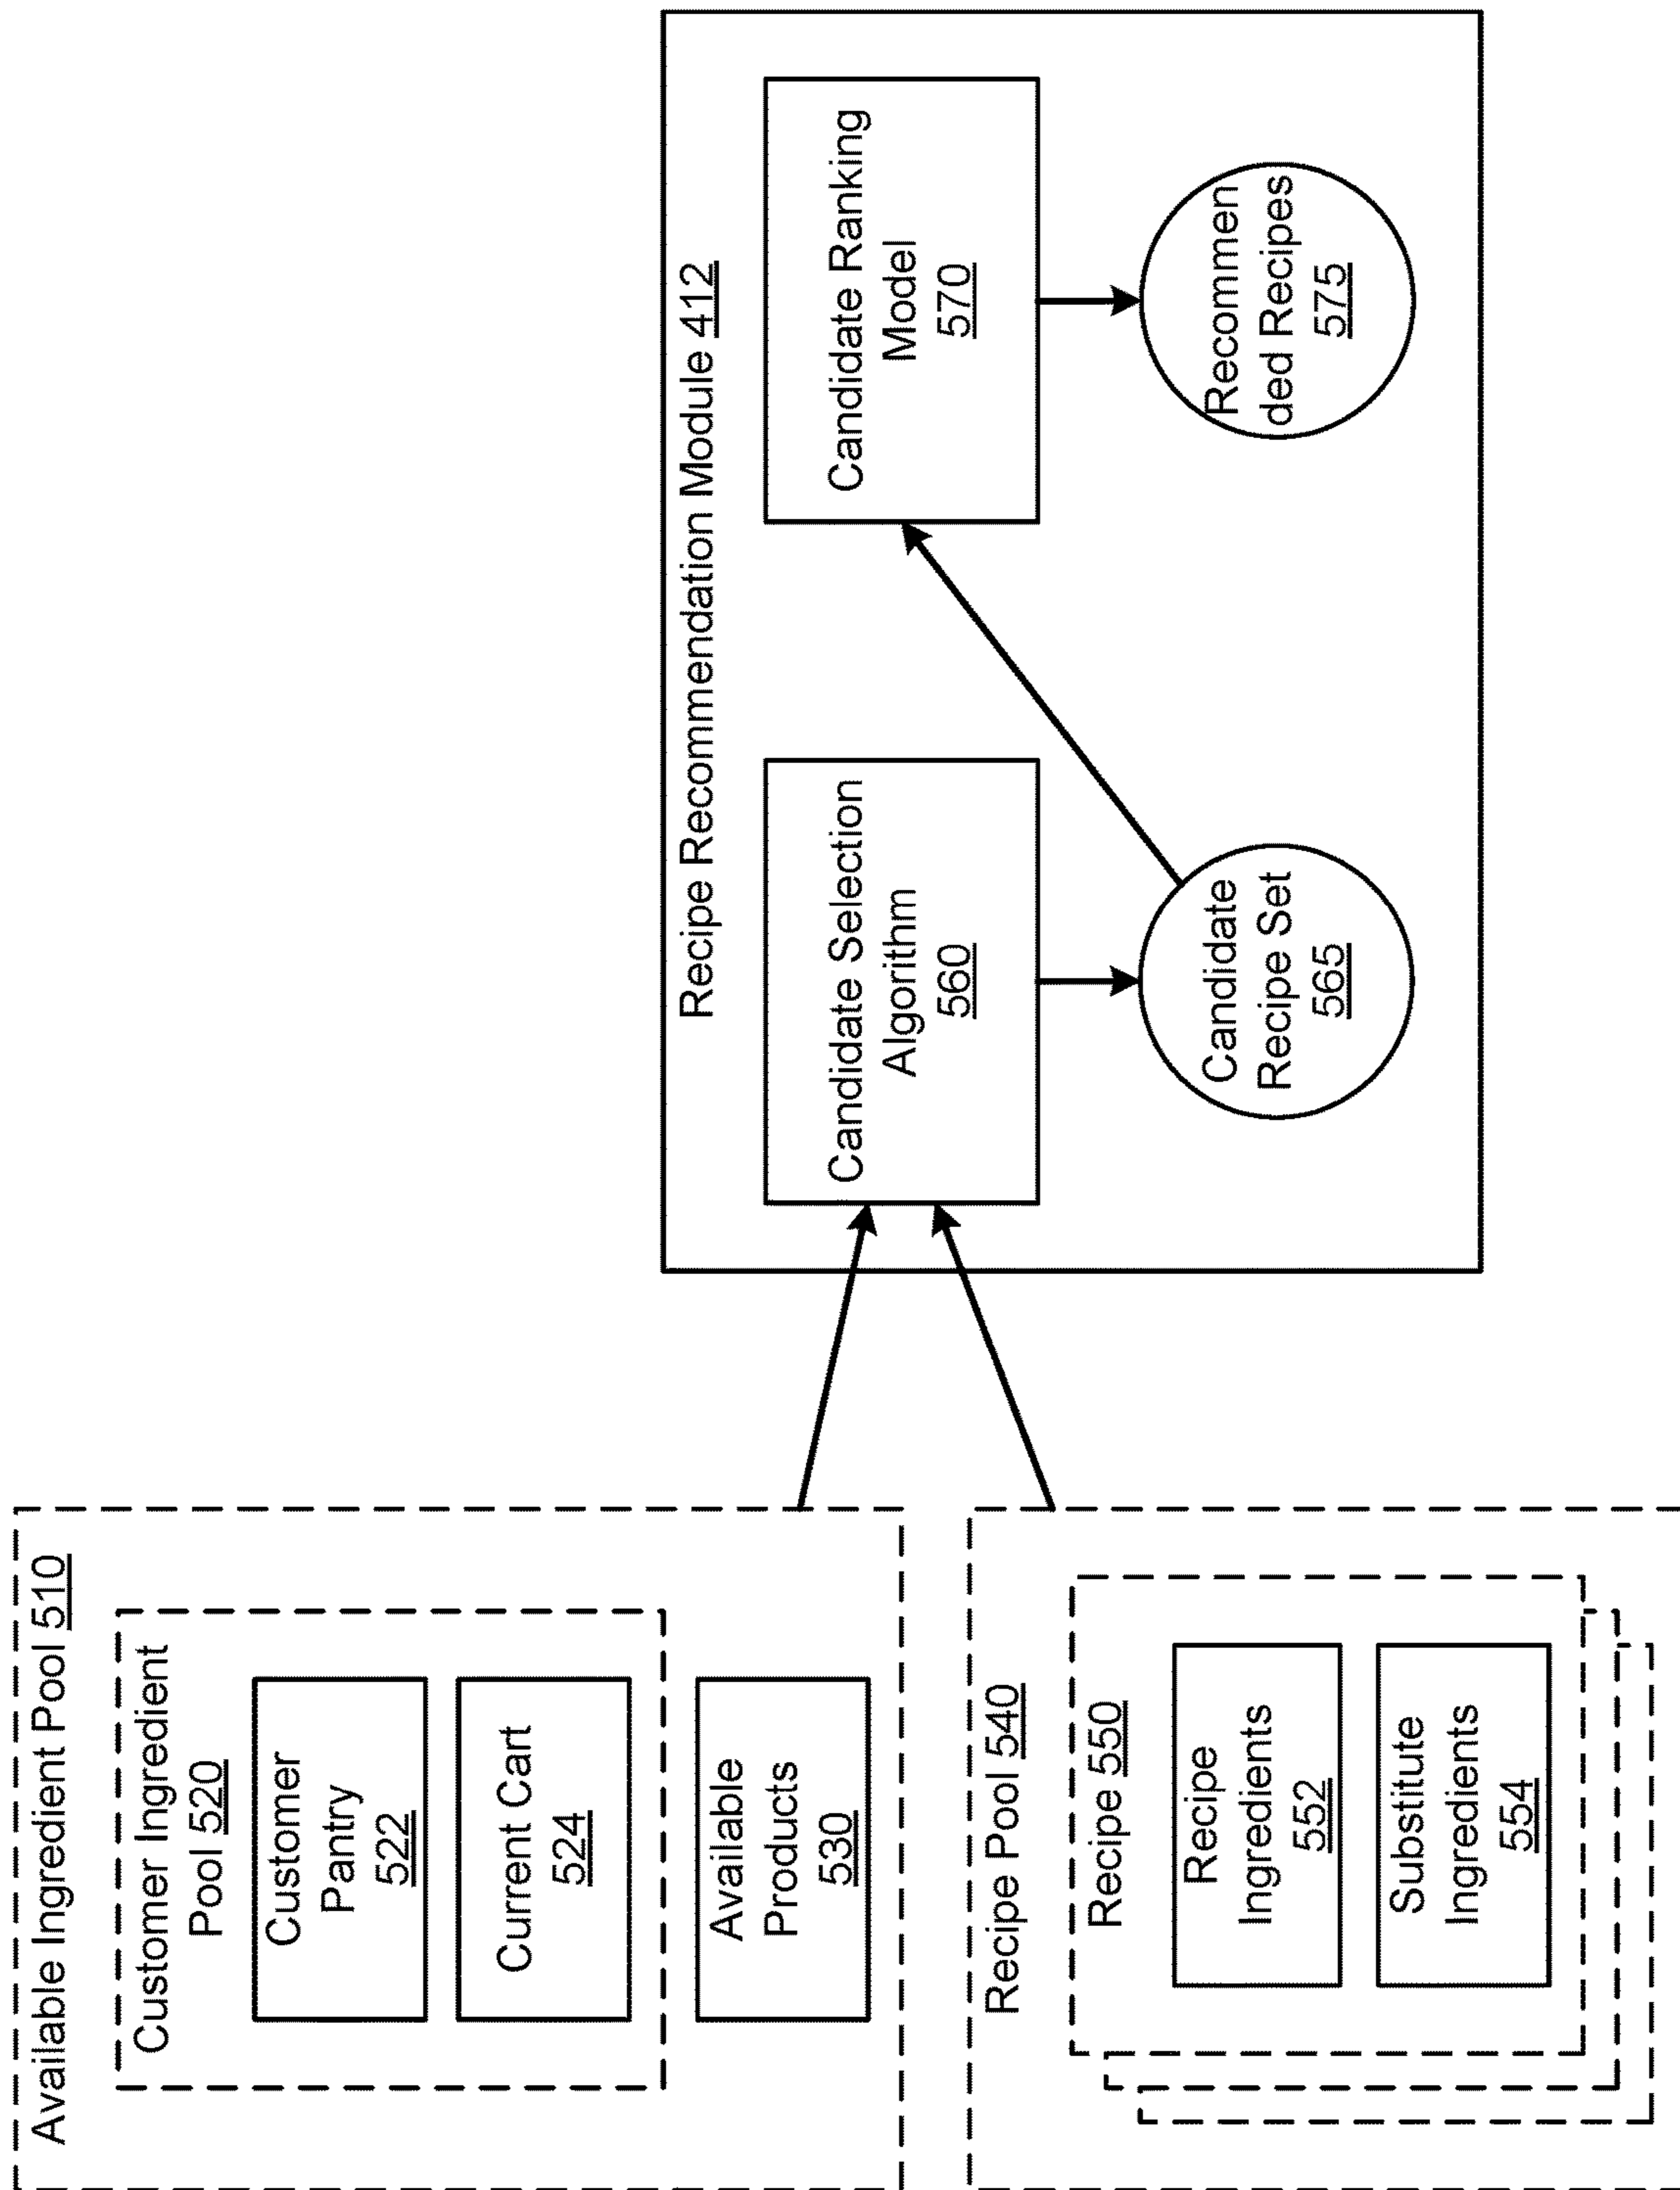 Available Ingredient Pool 510
Customer Ingredient
Pool 520
Customer
Pantry
522
Current Cart
524
Available
Products
530
Recipe Pool 540
Recipe 550
Recipe
Ingredients
552
Substitute
Ingredients
554
Recipe Recommendation Module 412
Candidate Selection
Algorithm
560
Candidate
Recipe Set
565
Candidate Ranking
Model
570
Recommen
ded Recipes
575